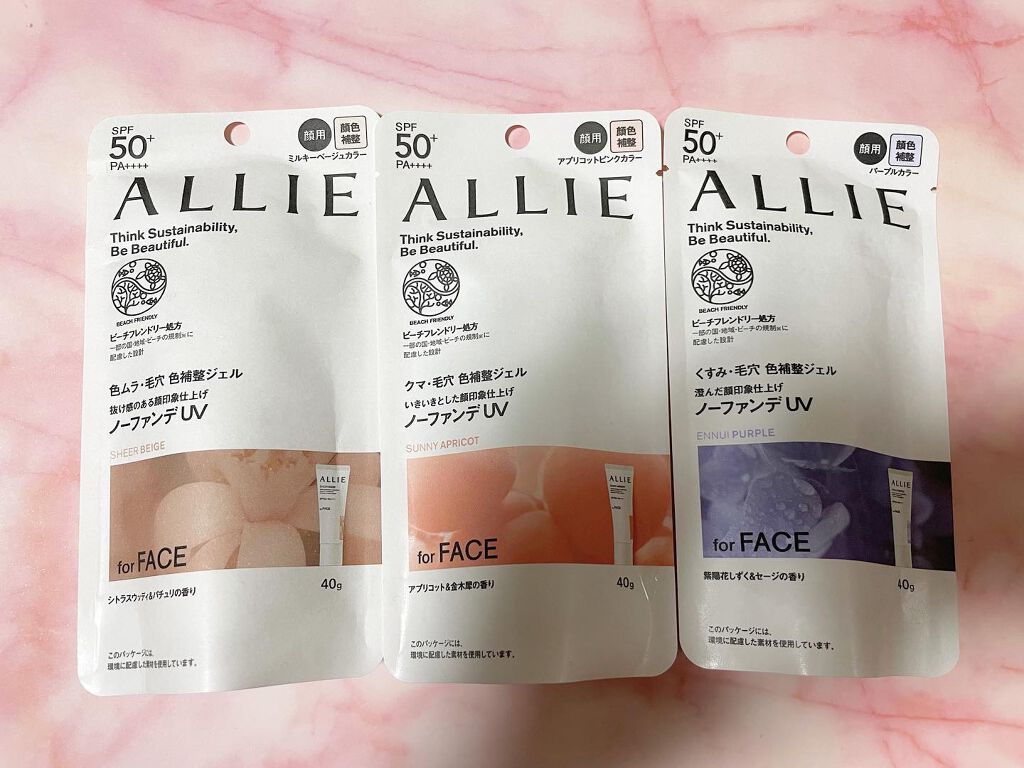 SPF
50+
PA++++
顔用
顔色
補整
ミルキーベージュカラー
ALLIE
Think Sustainability,
Be Beautiful.
BEACH FRIENDLY
ビーチフレンドリー処方
一部の国・地域・ビーチの規制※に
配慮した設計
色ムラ・毛穴 色補整ジェル
抜け感のある顔印象仕上げ
ノーファンデUV
SHEER BEIGE
ALLIE
for FACE
40g
シトラスウッディ&パチュリの香り
このパッケージには、
環境に配慮した素材を使用しています。
SPF
50+
PA++++
顔用
顔色
補整
アプリコットピンクカラー
ALLIE
Think Sustainability,
Be Beautiful.
BEACH FRIENDLY
ビーチフレンドリー処方
一部の国・地域・ビーチの規制※に
配慮した設計
クマ・毛穴 色補整ジェル
いきいきとした顔印象仕上げ
ノーファンデUV
SUNNY APRICOT
ALLIE
for FACE
40g
アプリコット&金木犀の香り
このパッケージには、
環境に配慮した素材を使用しています。
SPF
50+
PA++++
顔用
顔色
補整
パープルカラー
ALLIE
Think Sustainability,
Be Beautiful.
BEACH FRIENDLY
ビーチフレンドリー処方
一部の国・地域・ビーチの規制※に
配慮した設計
くすみ・毛穴 色補整ジェル
澄んだ顔印象仕上げ
ノーファンデUV
ENNUI PURPLE
ALLIE
for FACE
40g
紫陽花しずく&セージの香り
このパッケージには、
環境に配慮した素材を使用しています。